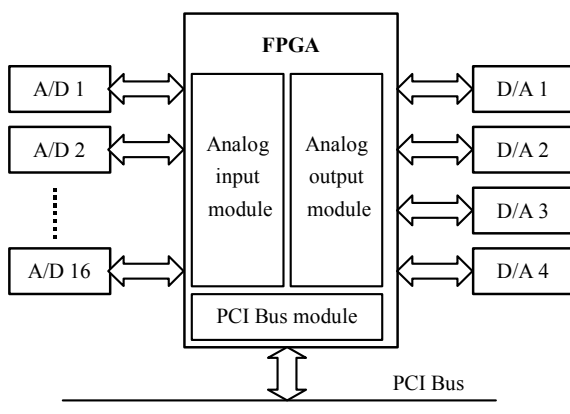 FPGA
A/D 1
A/D 2
A/D 16
Analog
input
module
Analog
output
module
D/A 1
D/A 2
D/A 3
D/A 4
PCI Bus module
PCI Bus